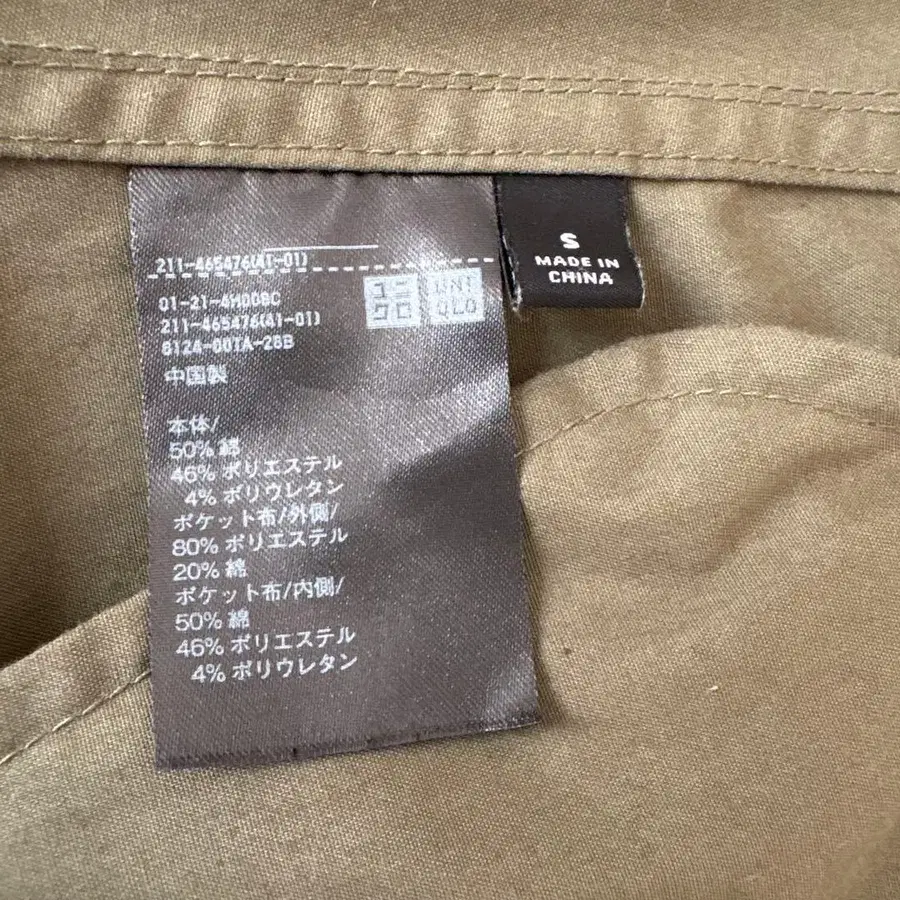 211-465476(41-01)
01-21-4H008C
211-465476(41-01)
8124-001A-28B
中国製
ユニクロ
UNIQLO
本体/
50% 綿
46% ポリエステル
4% ポリウレタン
ポケット布/外側/
80% ポリエステル
20% 綿
ポケット布/内側/
50% 綿
46% ポリエステル
4% ポリウレタン
S
MADE IN
CHINA